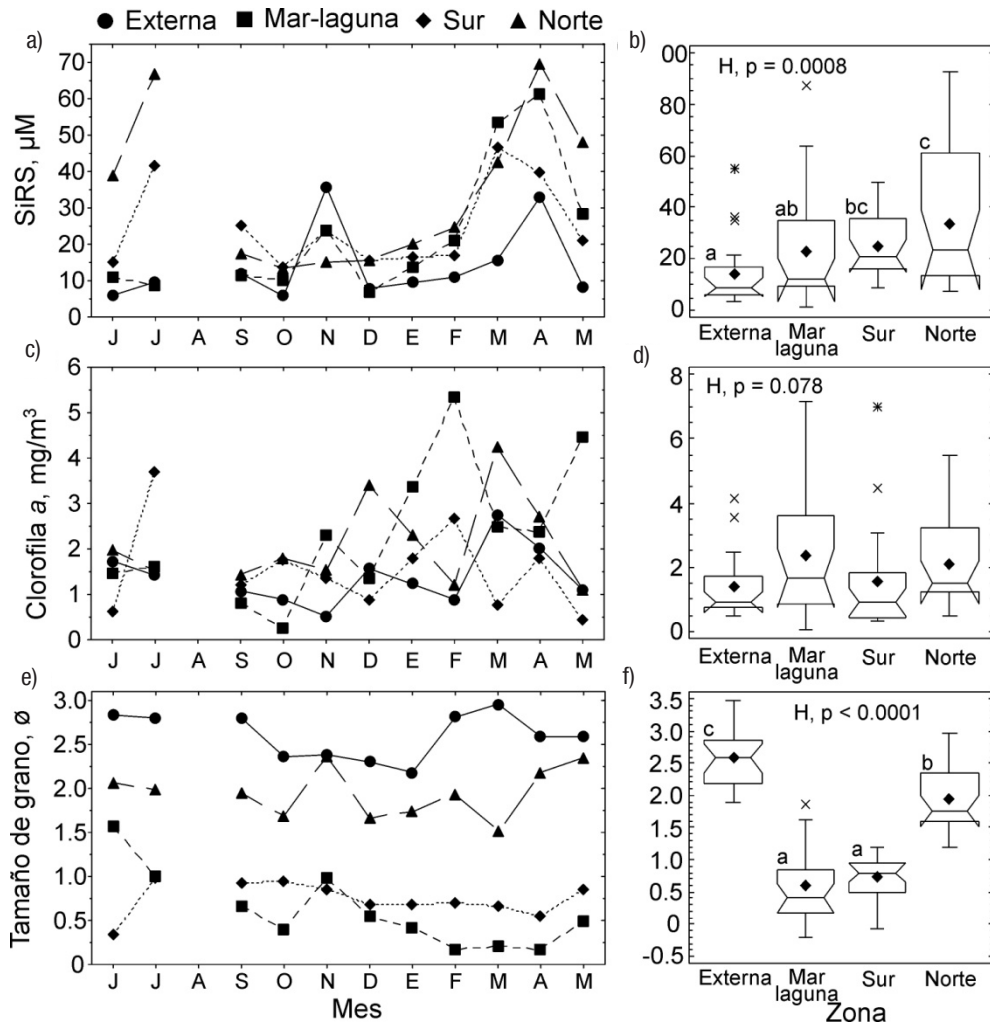 Externa Mar-laguna Sur Norte
a)
SiRS, µM
70
60
50
40
30
20
10
0
J J A S O N D E F M A M
b)
H, p = 0.0008
00
80
60
40
20
00
a
ab
bc
c
Externa Mar laguna Sur Norte
c)
Clorofila a, mg/m³
6
5
4
3
2
1
0
J J A S O N D E F M A M
d)
H, p = 0.078
8
6
4
2
0
Externa Mar laguna Sur Norte
e)
Tamaño de grano, ø
3.0
2.5
2.0
1.5
1.0
0.5
0
J J A S O N D E F M A M
Mes
f)
H, p < 0.0001
3.5
3.0
2.5
2.0
1.5
1.0
0.5
0
-0.5
c
a
a
b
Externa Mar laguna Sur Norte
Zona